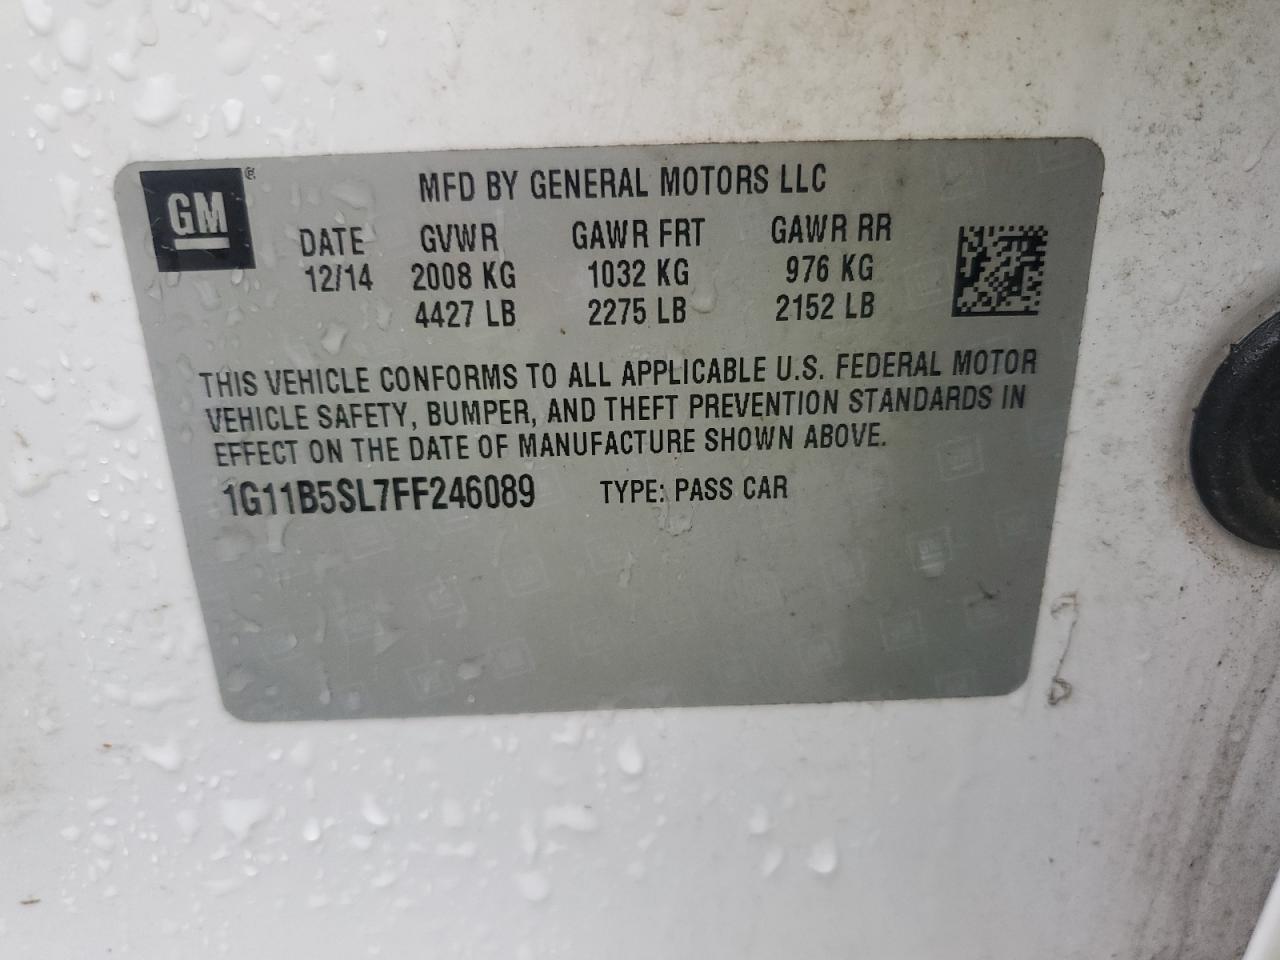 GM
MFD BY GENERAL MOTORS LLC
DATE GVWR GAWR FRT GAWR RR
12/14 2008 KG 1032 KG 976 KG
4427 LB 2275 LB 2152 LB
THIS VEHICLE CONFORMS TO ALL APPLICABLE U.S. FEDERAL MOTOR
VEHICLE SAFETY, BUMPER, AND THEFT PREVENTION STANDARDS IN
EFFECT ON THE DATE OF MANUFACTURE SHOWN ABOVE.
1G11B5SL7FF246089 TYPE: PASS CAR